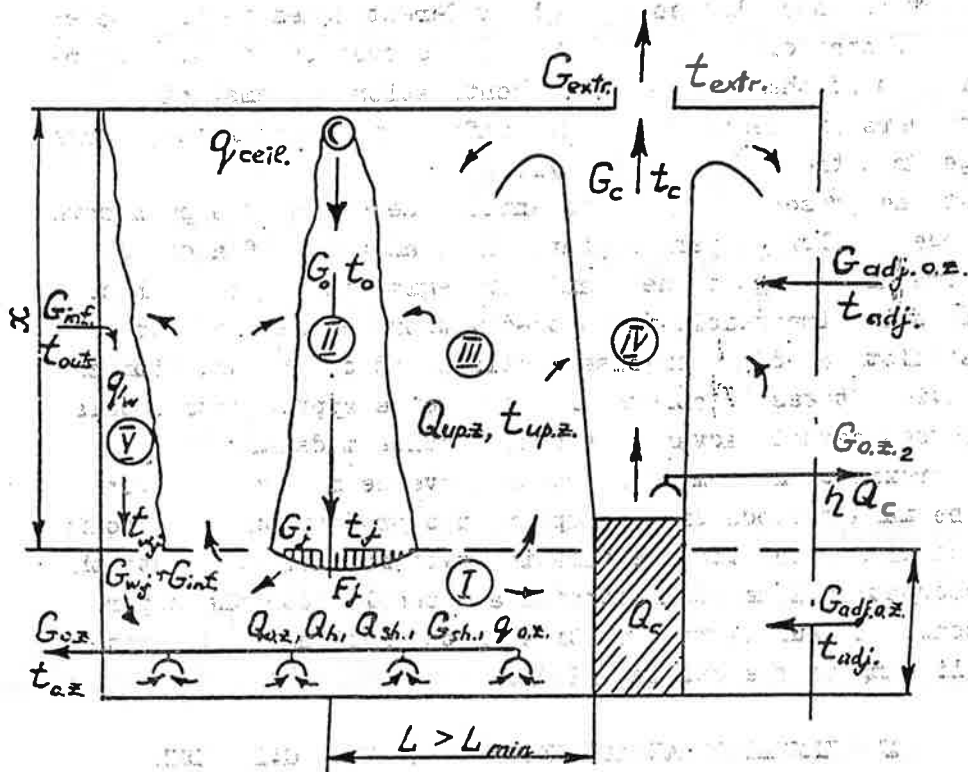 G extr. t extr.
q ceil.
G c t c
G o t o
G adj. o.z.
t adj.
x
G inf.
t out
II
III
IV
q w
V
Q up.z, t up.z.
G o.z.2
η Q c
t wj
G j t j
G wj + G inf
F j
I
Q o.z, Q h, Q sh., G sh., q o.z.
Q c
G adj. o.z.
t adj.
G o.z
t o.z
L > L min